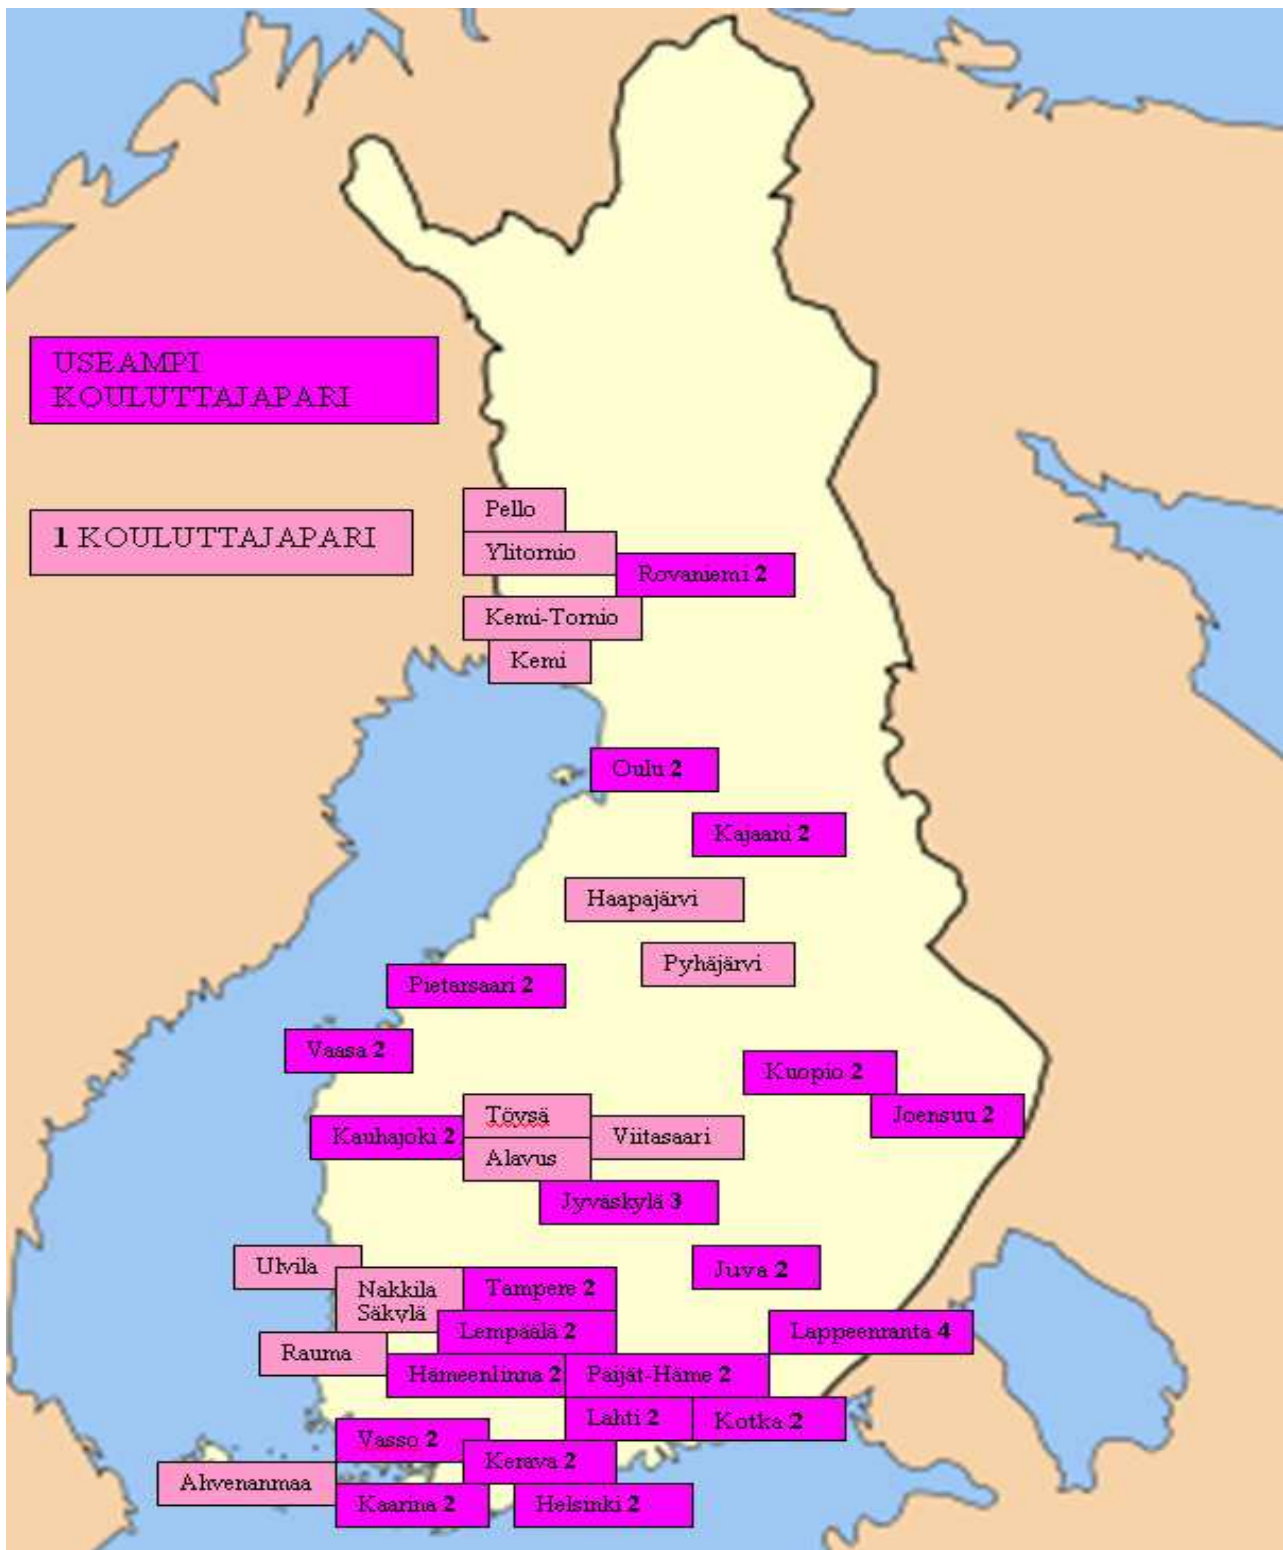 USEAMPI
KOULUTTAJAPARI
1 KOULUTTAJAPARI
Pello
Ylitornio
Rovaniemi 2
Kemi-Tornio
Kemi
Oulu 2
Kajaani 2
Haapajärvi
Pyhäjärvi
Pietarsaari 2
Vaasa 2
Kuopio 2
Joensuu 2
Töysä
Kauhajoki 2
Viitasaari
Alavus
Jyväskylä 3
Ulvila
Juva 2
Nakkila
Säkylä
Tampere 2
Lempäälä 2
Lappeenranta 4
Rauma
Hämeenlinna 2
Päijät-Häme 2
Lahti 2
Kotka 2
Vasso 2
Kerava 2
Ahvenanmaa
Kaarina 2
Helsinki 2